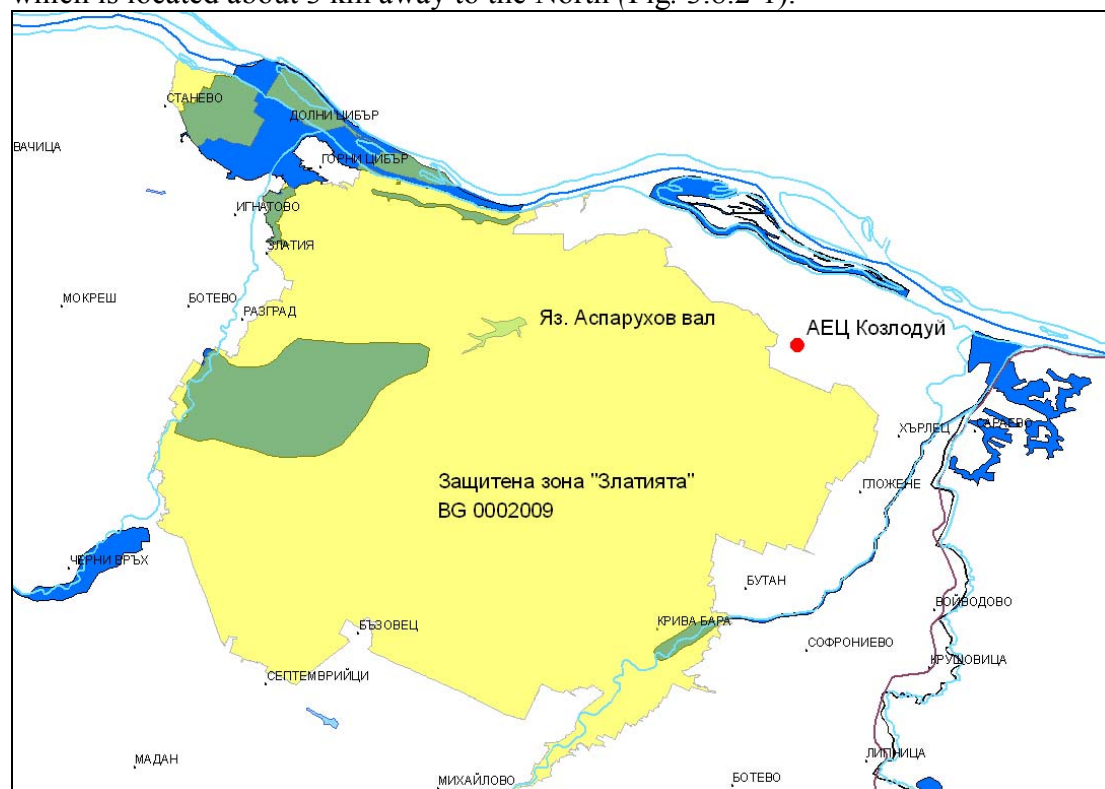 which is located about 3 km away to the North (Fig. 3.8.2-1).
СТАНЕВО
ДОЛНИ ЦИБЪР
ВАЧИЦА
ГОРНИ ЦИБЪР
ИГНАТОВО
ЗЛАТИЯ
МОКРЕШ
БОТЕВО
РАЗГРАД
Яз. Аспарухов вал
АЕЦ Козлодуй
ХЪРЛЕЦ
САРАЕВО
Защитена зона "Златията"
ГЛОЖЕНЕ
BG 0002009
ЧЕРНИ ВРЪХ
БУТАН
ВОЙВОДОВО
КРИВА БАРА
БЪЗОВЕЦ
СОФРОНИЕВО
КРУШОВИЦА
СЕПТЕМВРИЙЦИ
МАДАН
ЛИПНИЦА
МИХАЙЛОВО
БОТЕВО